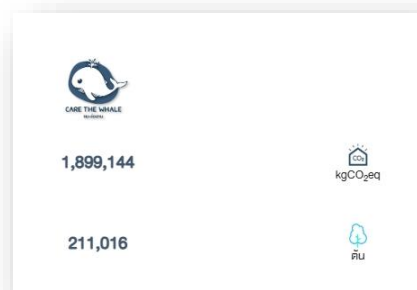 CARE THE WHALE
1,899,144
CO₂
kgCO₂eq
211,016
ต้น